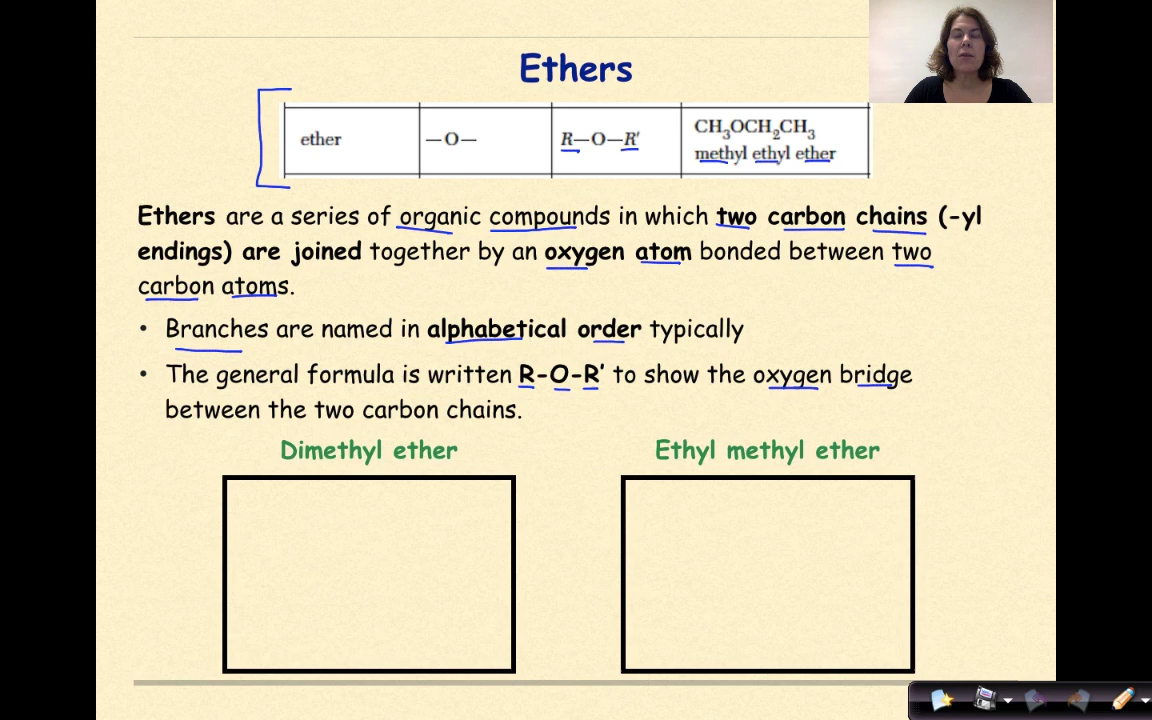 Ethers
ether —O— R—O—R′ CH₃OCH₂CH₃
methyl ethyl ether
Ethers are a series of organic compounds in which two carbon chains (-yl
endings) are joined together by an oxygen atom bonded between two
carbon atoms.
• Branches are named in alphabetical order typically
• The general formula is written R-O-R’ to show the oxygen bridge
between the two carbon chains.
Dimethyl ether Ethyl methyl ether